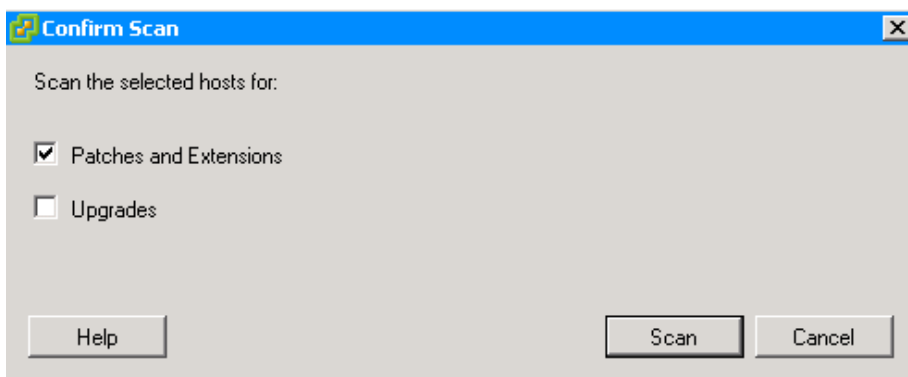 Confirm Scan
Scan the selected hosts for:
Patches and Extensions
Upgrades
Help Scan Cancel